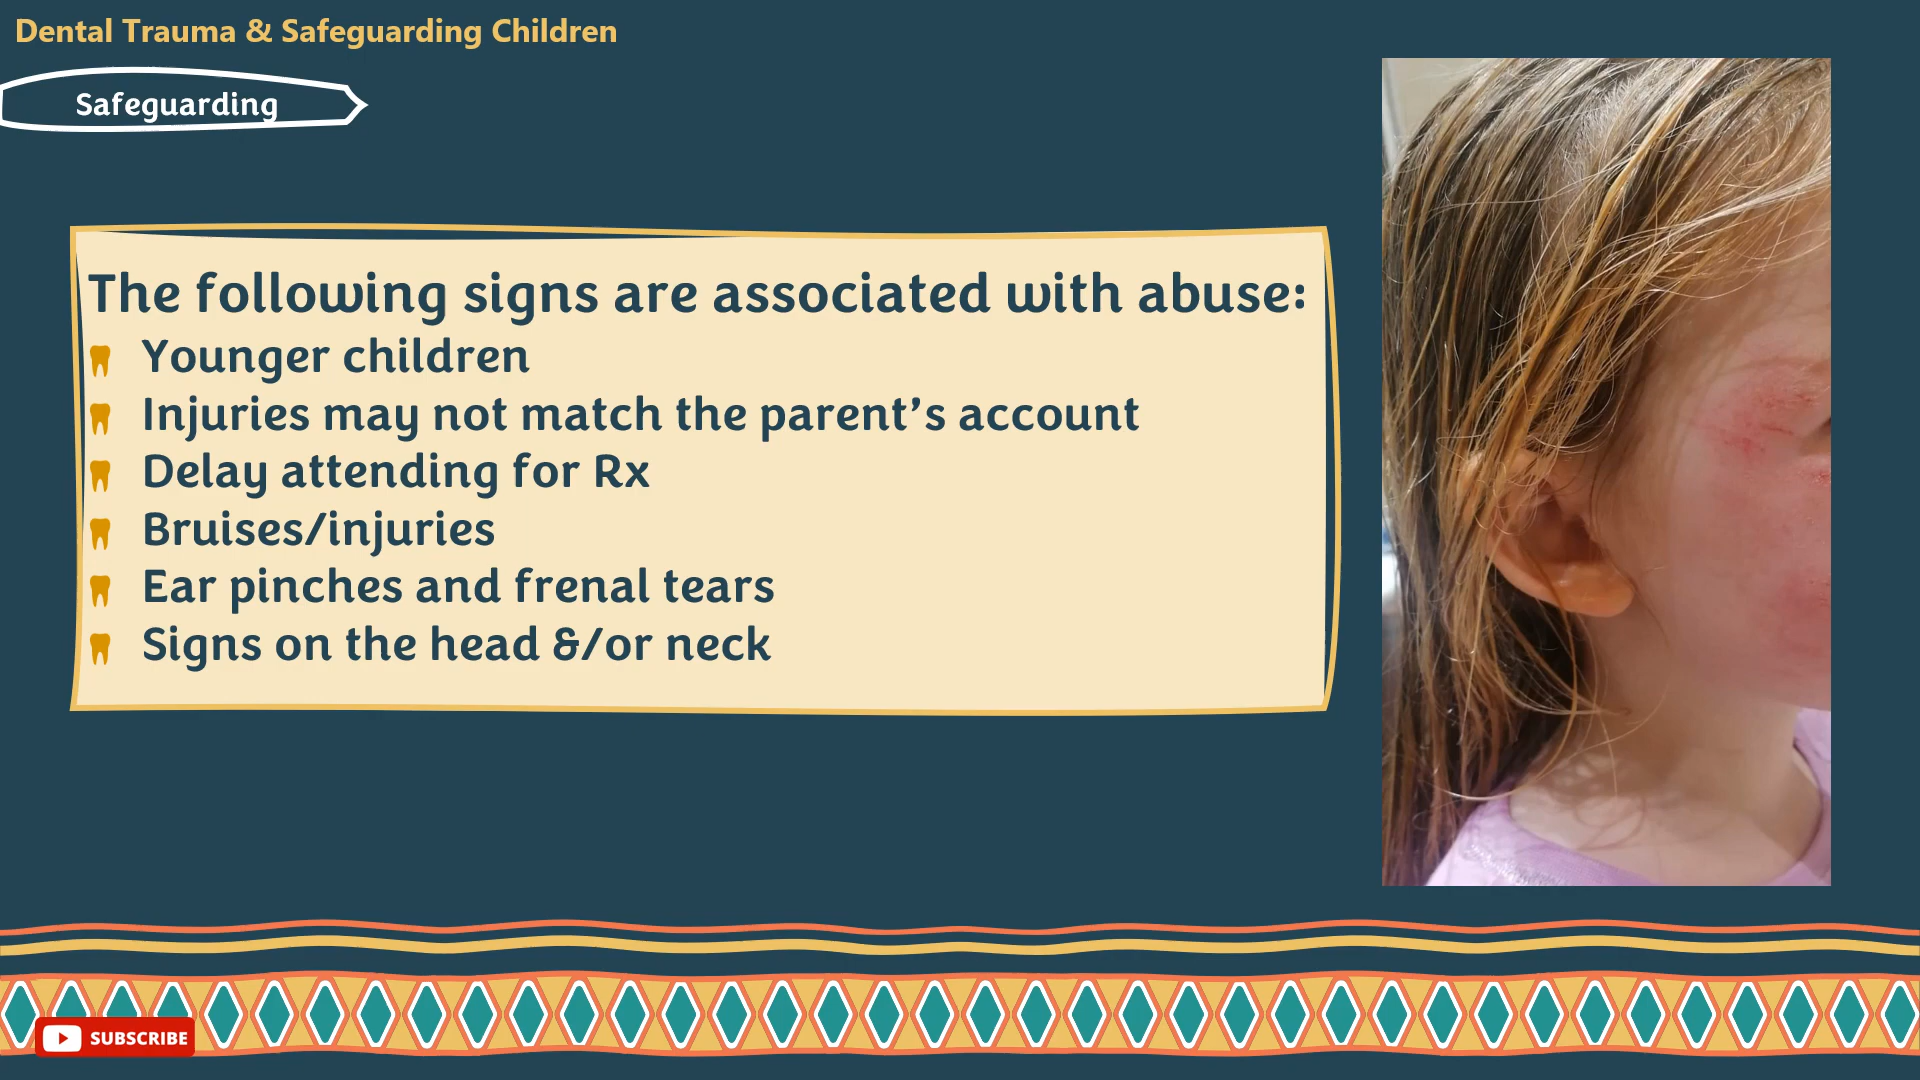 Dental Trauma & Safeguarding Children
Safeguarding
The following signs are associated with abuse:
Younger children
Injuries may not match the parent’s account
Delay attending for Rx
Bruises/injuries
Ear pinches and frenal tears
Signs on the head &/or neck
SUBSCRIBE